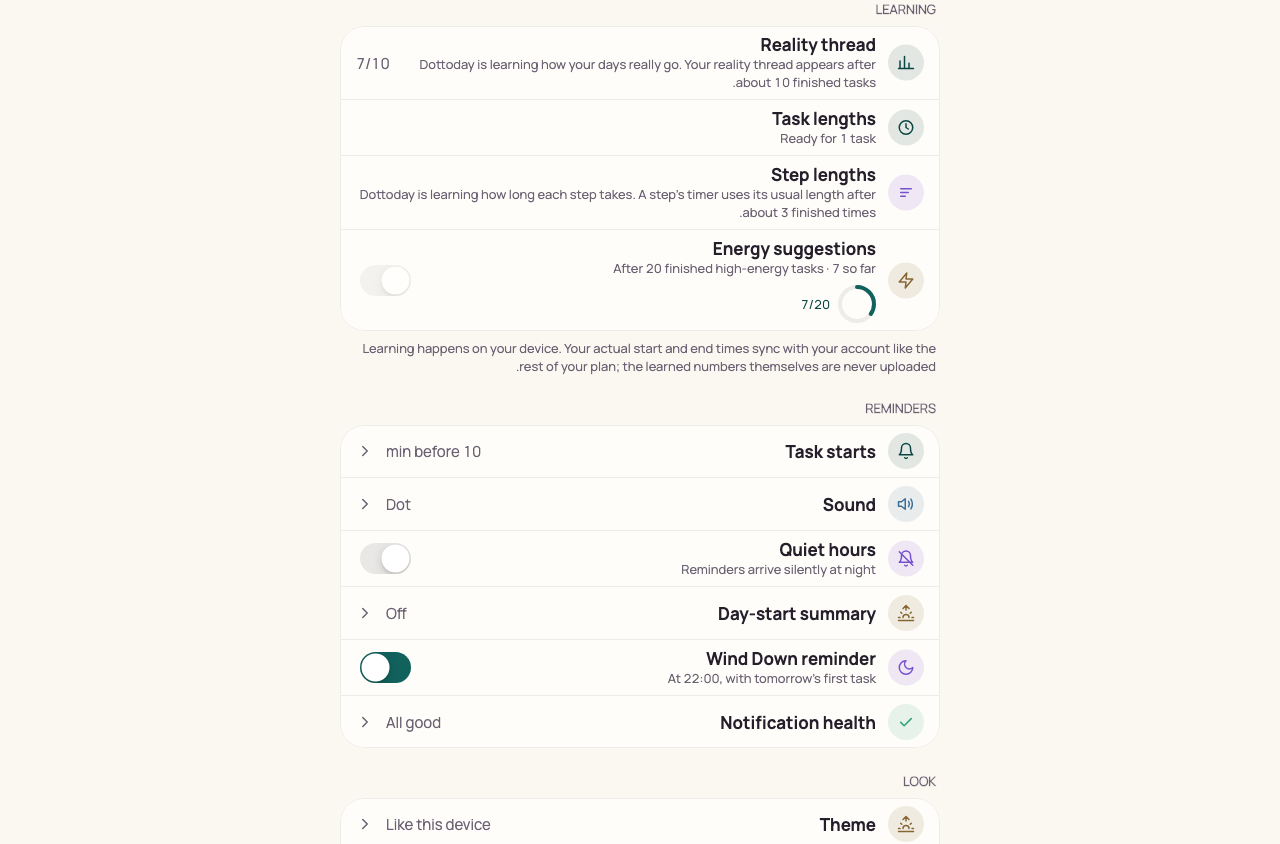 LEARNING
Reality thread
Dottoday is learning how your days really go. Your reality thread appears after
.about 10 finished tasks
7/10
Task lengths
Ready for 1 task
Step lengths
Dottoday is learning how long each step takes. A step's timer uses its usual length after
.about 3 finished times
Energy suggestions
After 20 finished high-energy tasks · 7 so far
7/20
Learning happens on your device. Your actual start and end times sync with your account like the
.rest of your plan; the learned numbers themselves are never uploaded
REMINDERS
Task starts
min before 10
Sound
Dot
Quiet hours
Reminders arrive silently at night
Day-start summary
Off
Wind Down reminder
At 22:00, with tomorrow's first task
Notification health
All good
LOOK
Theme
Like this device